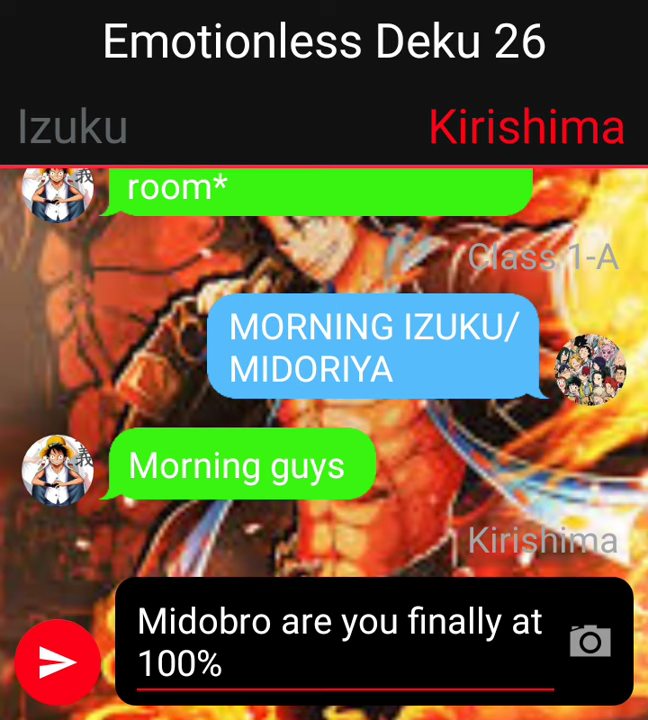 Emotionless Deku 26
Izuku
Kirishima
room*
Class 1-A
MORNING IZUKU/
MIDORIYA
Morning guys
Kirishima
Midobro are you finally at
100%